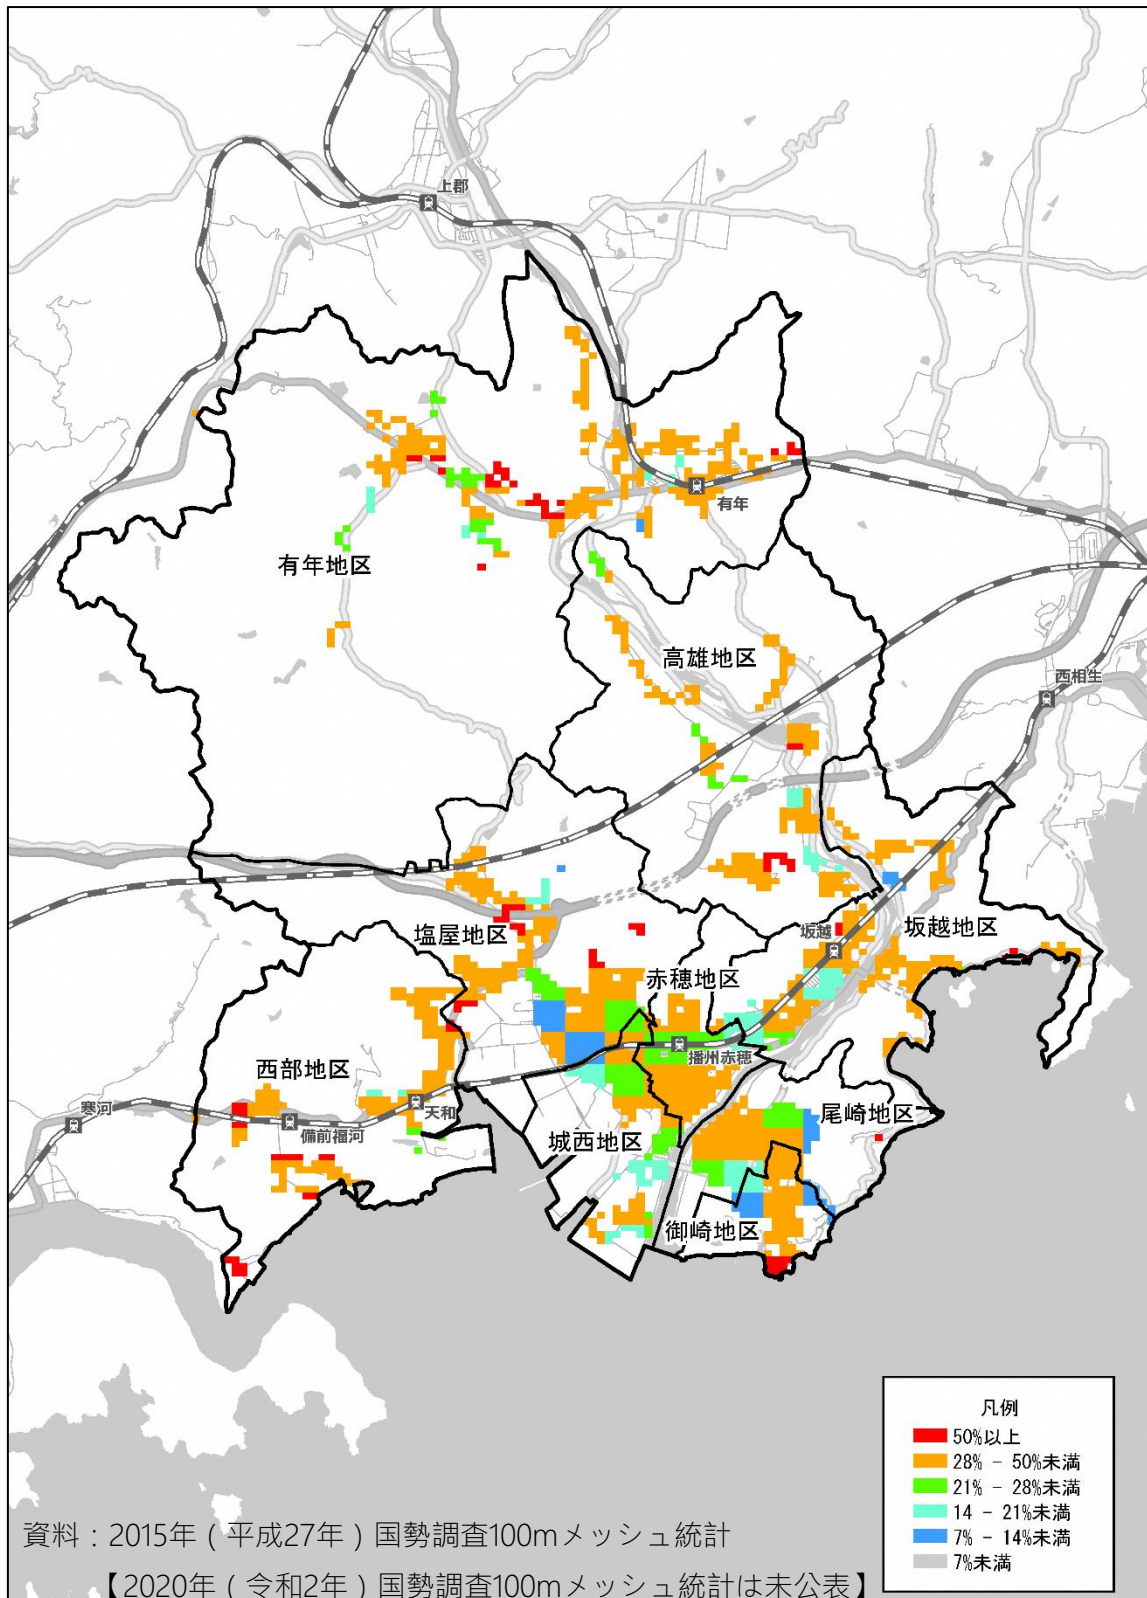 上郡
有年
有年地区
高雄地区
西相生
塩屋地区
坂越
坂越地区
赤穂地区
播州赤穂
西部地区
天和
寒河
備前福河
城西地区
尾崎地区
御崎地区
凡例
50%以上
28% - 50%未満
21% - 28%未満
14 - 21%未満
7% - 14%未満
7%未満
資料：2015年（平成27年）国勢調査100mメッシュ統計
【2020年（令和2年）国勢調査100mメッシュ統計は未公表】